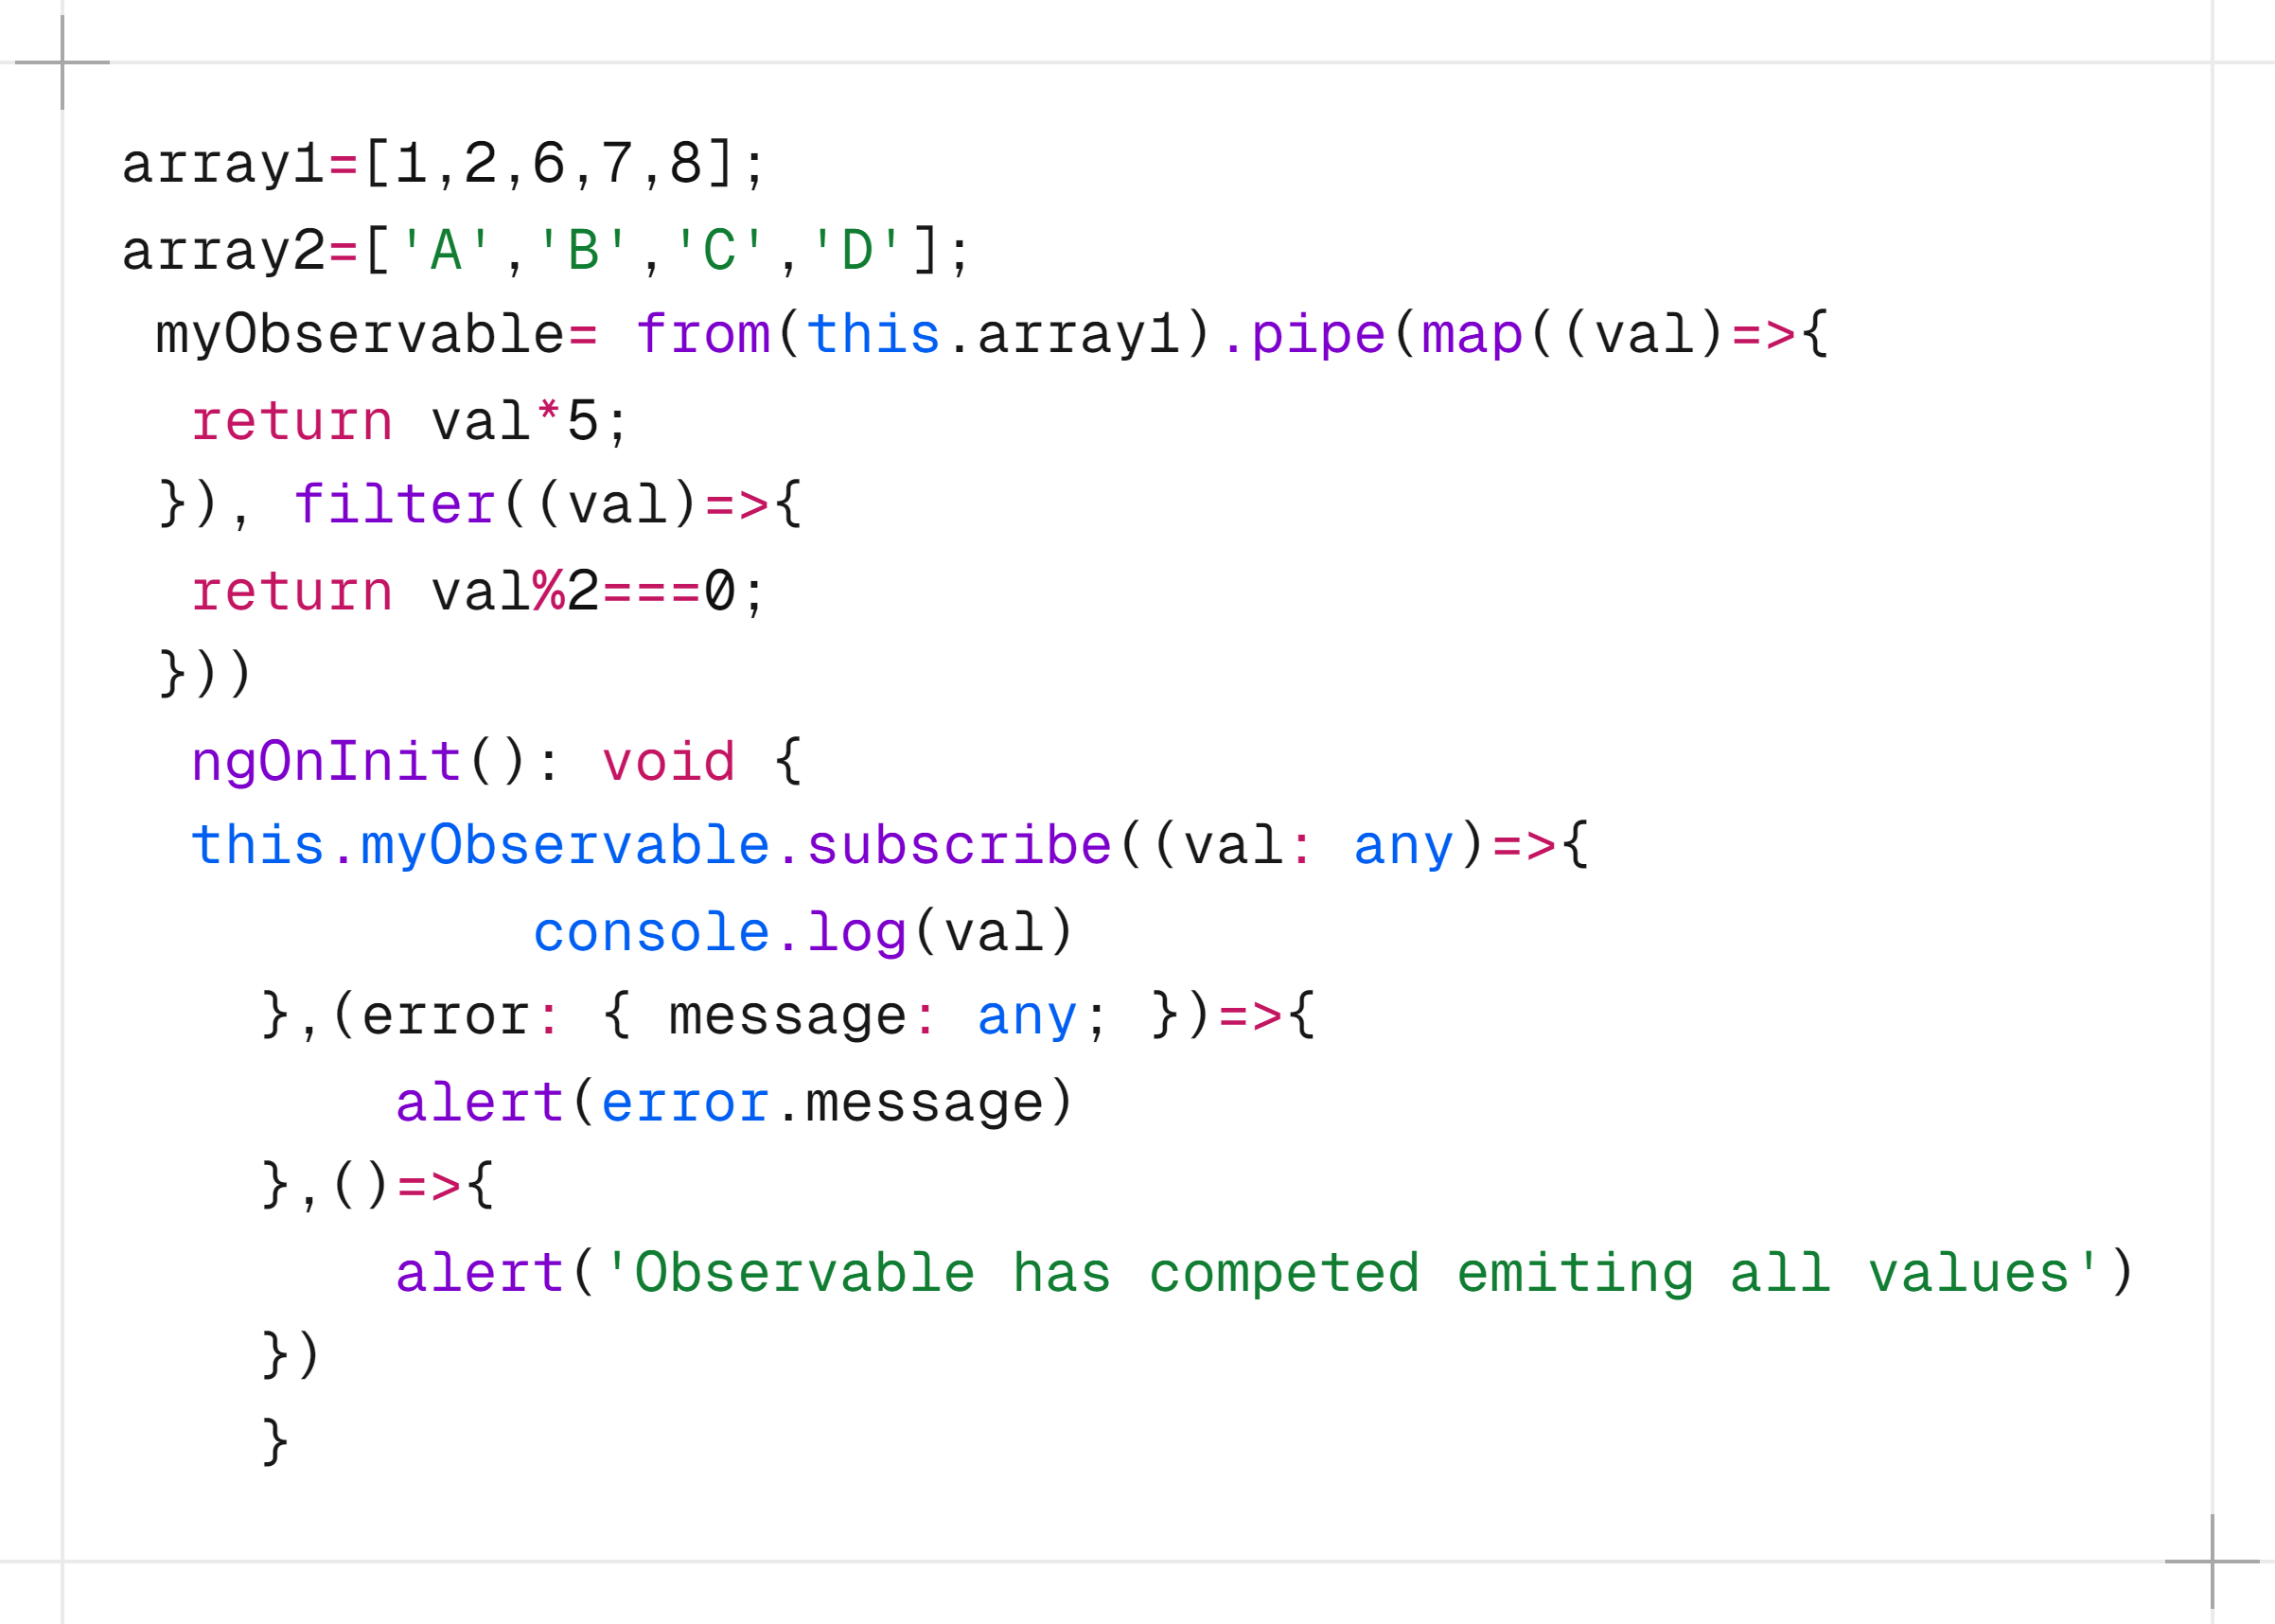 array1=[1,2,6,7,8];
array2=['A','B','C','D'];
myObservable= from(this.array1).pipe(map((val)=>{
return val*5;
}), filter((val)=>{
return val%2===0;
}))
ngOnInit(): void {
this.myObservable.subscribe((val: any)=>{
console.log(val)
},(error: { message: any; })=>{
alert(error.message)
},()=>{
alert('Observable has competed emiting all values')
})
}